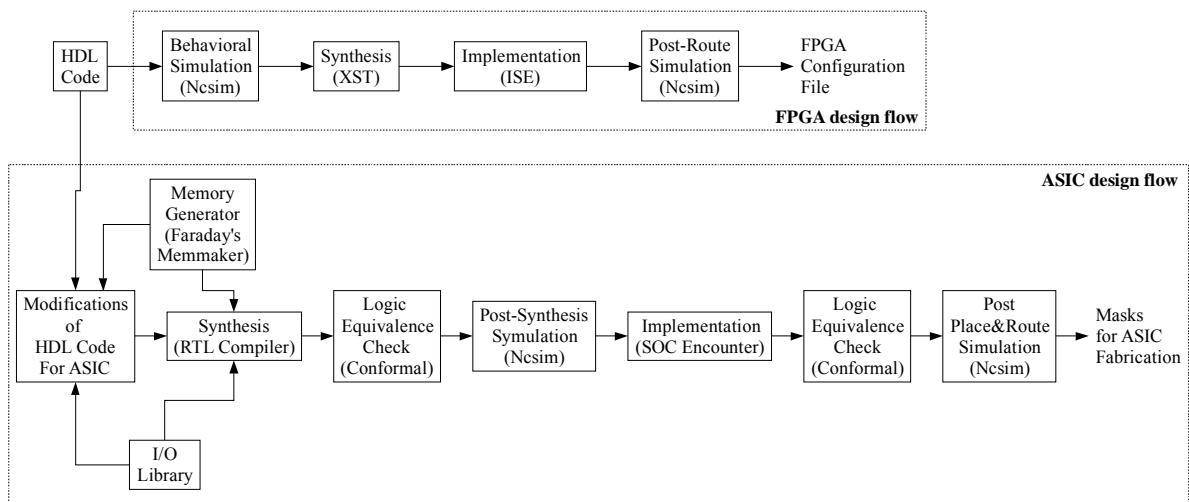 HDL
Code
Behavioral
Simulation
(Ncsim)
Synthesis
(XST)
Implementation
(ISE)
Post-Route
Simulation
(Ncsim)
FPGA
Configuration
File
FPGA design flow
ASIC design flow
Memory
Generator
(Faraday's
Memmaker)
Modifications
of
HDL Code
For ASIC
Synthesis
(RTL Compiler)
Logic
Equivalence
Check
(Conformal)
Post-Synthesis
Symulation
(Ncsim)
Implementation
(SOC Encounter)
Logic
Equivalence
Check
(Conformal)
Post
Place&Route
Simulation
(Ncsim)
Masks
for ASIC
Fabrication
I/O
Library